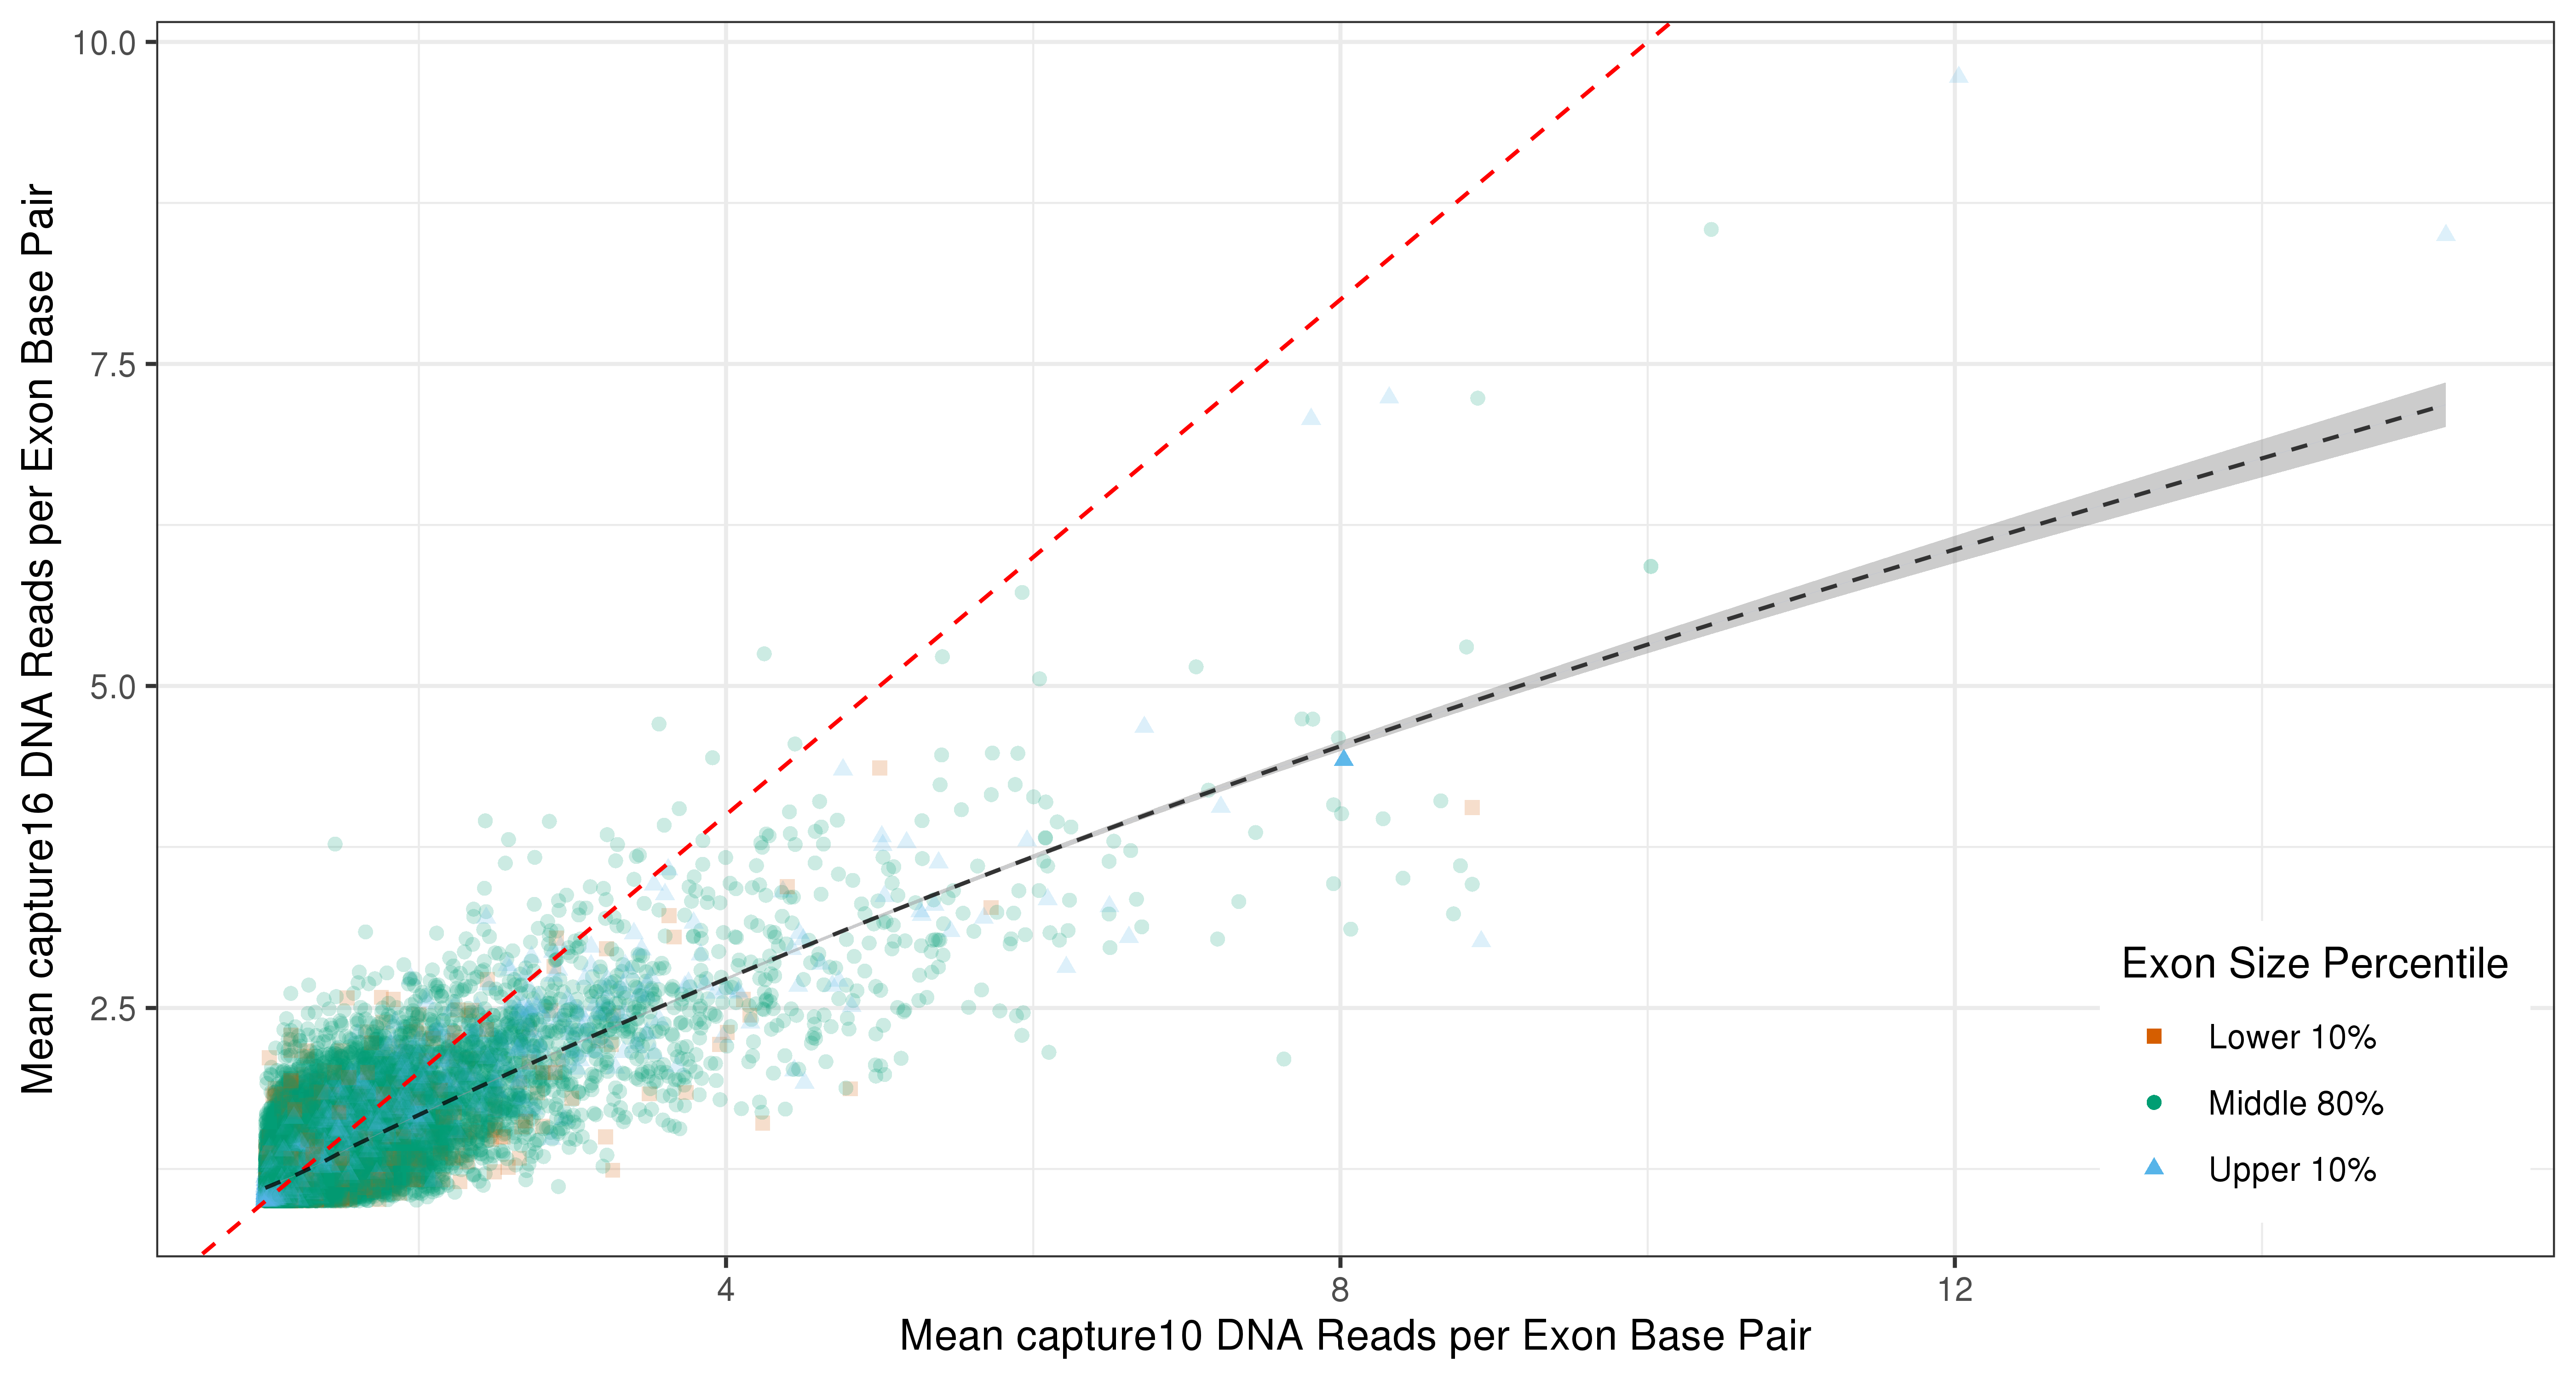 10.0
7.5
5.0
2.5
Mean capture16 DNA Reads per Exon Base Pair
Exon Size Percentile
Lower 10%
Middle 80%
Upper 10%
4
8
12
Mean capture10 DNA Reads per Exon Base Pair